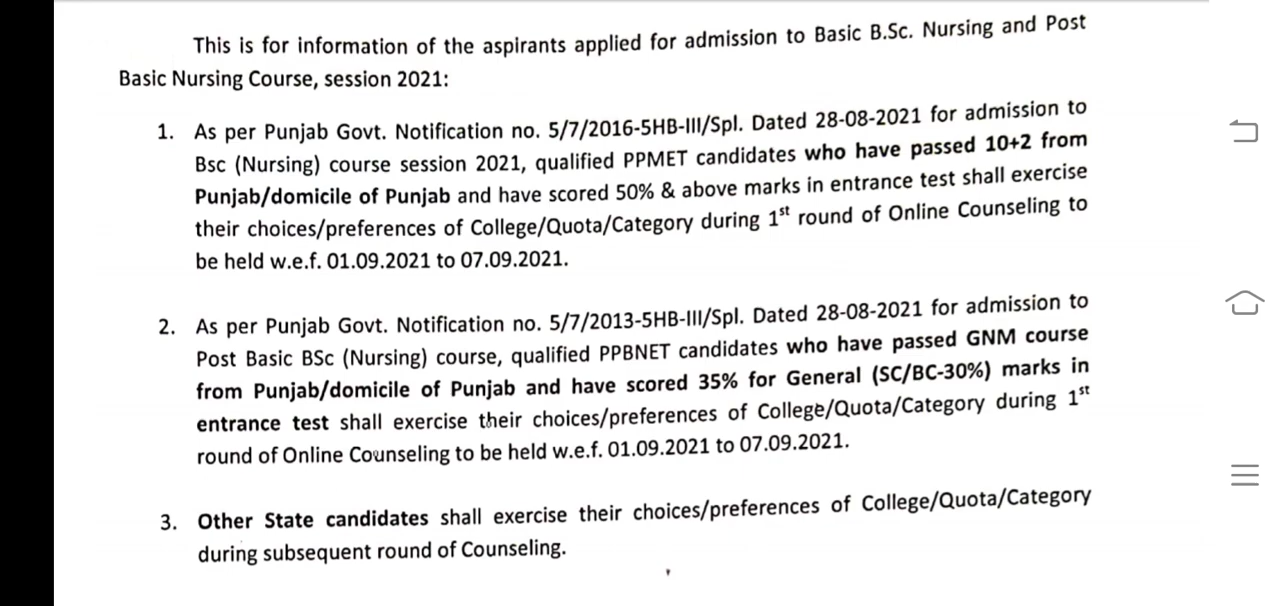 This is for information of the aspirants applied for admission to Basic B.Sc. Nursing and Post
Basic Nursing Course, session 2021:
1. As per Punjab Govt. Notification no. 5/7/2016-5HB-III/Spl. Dated 28-08-2021 for admission to
Bsc (Nursing) course session 2021, qualified PPMET candidates who have passed 10+2 from
Punjab/domicile of Punjab and have scored 50% & above marks in entrance test shall exercise
their choices/preferences of College/Quota/Category during 1st round of Online Counseling to
be held w.e.f. 01.09.2021 to 07.09.2021.
2. As per Punjab Govt. Notification no. 5/7/2013-5HB-III/Spl. Dated 28-08-2021 for admission to
Post Basic BSc (Nursing) course, qualified PPBNET candidates who have passed GNM course
from Punjab/domicile of Punjab and have scored 35% for General (SC/BC-30%) marks in
entrance test shall exercise their choices/preferences of College/Quota/Category during 1st
round of Online Counseling to be held w.e.f. 01.09.2021 to 07.09.2021.
3. Other State candidates shall exercise their choices/preferences of College/Quota/Category
during subsequent round of Counseling.